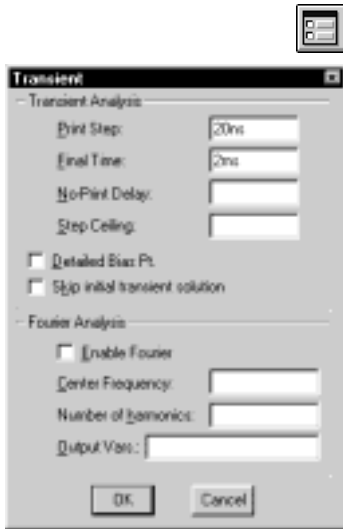 Transient
Transient Analysis
Print Step: 20ns
Final Time: 2ms
No-Print Delay:
Step Ceiling:
Detailed Bias Pt.
Skip initial transient solution
Fourier Analysis
Enable Fourier
Center Frequency:
Number of harmonics:
Output Vars.:
OK Cancel